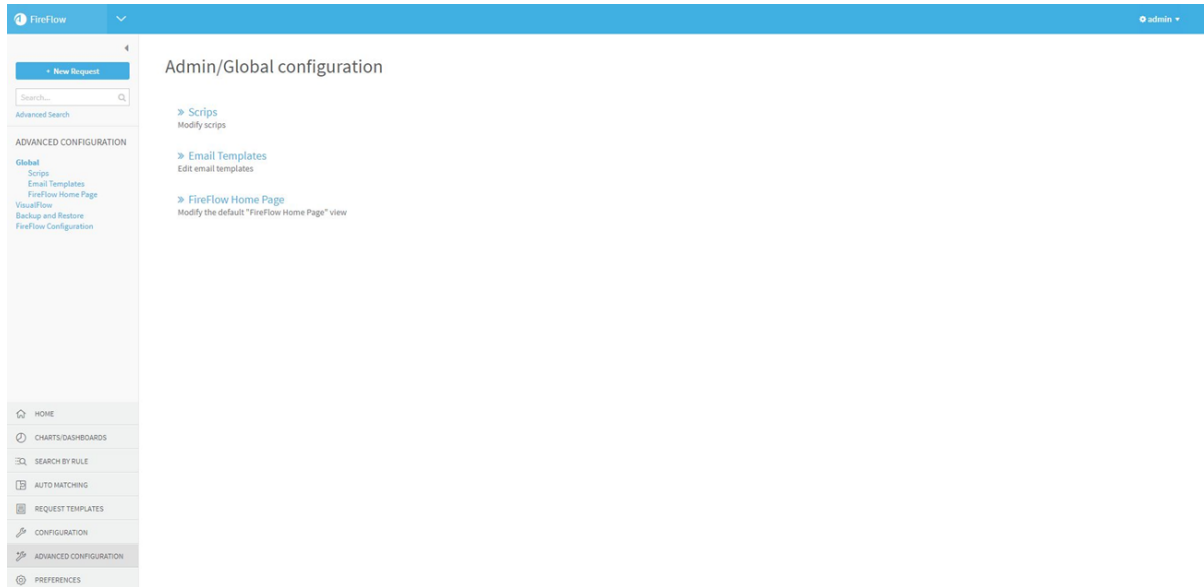 FireFlow
admin
+ New Request
Search...
Advanced Search
ADVANCED CONFIGURATION
Global
Scrips
Email Templates
FireFlow Home Page
VisualFlow
Backup and Restore
FireFlow Configuration
HOME
CHARTS/DASHBOARDS
SEARCH BY RULE
AUTO MATCHING
REQUEST TEMPLATES
CONFIGURATION
ADVANCED CONFIGURATION
PREFERENCES
Admin/Global configuration
» Scrips
Modify scrips
» Email Templates
Edit email templates
» FireFlow Home Page
Modify the default "FireFlow Home Page" view